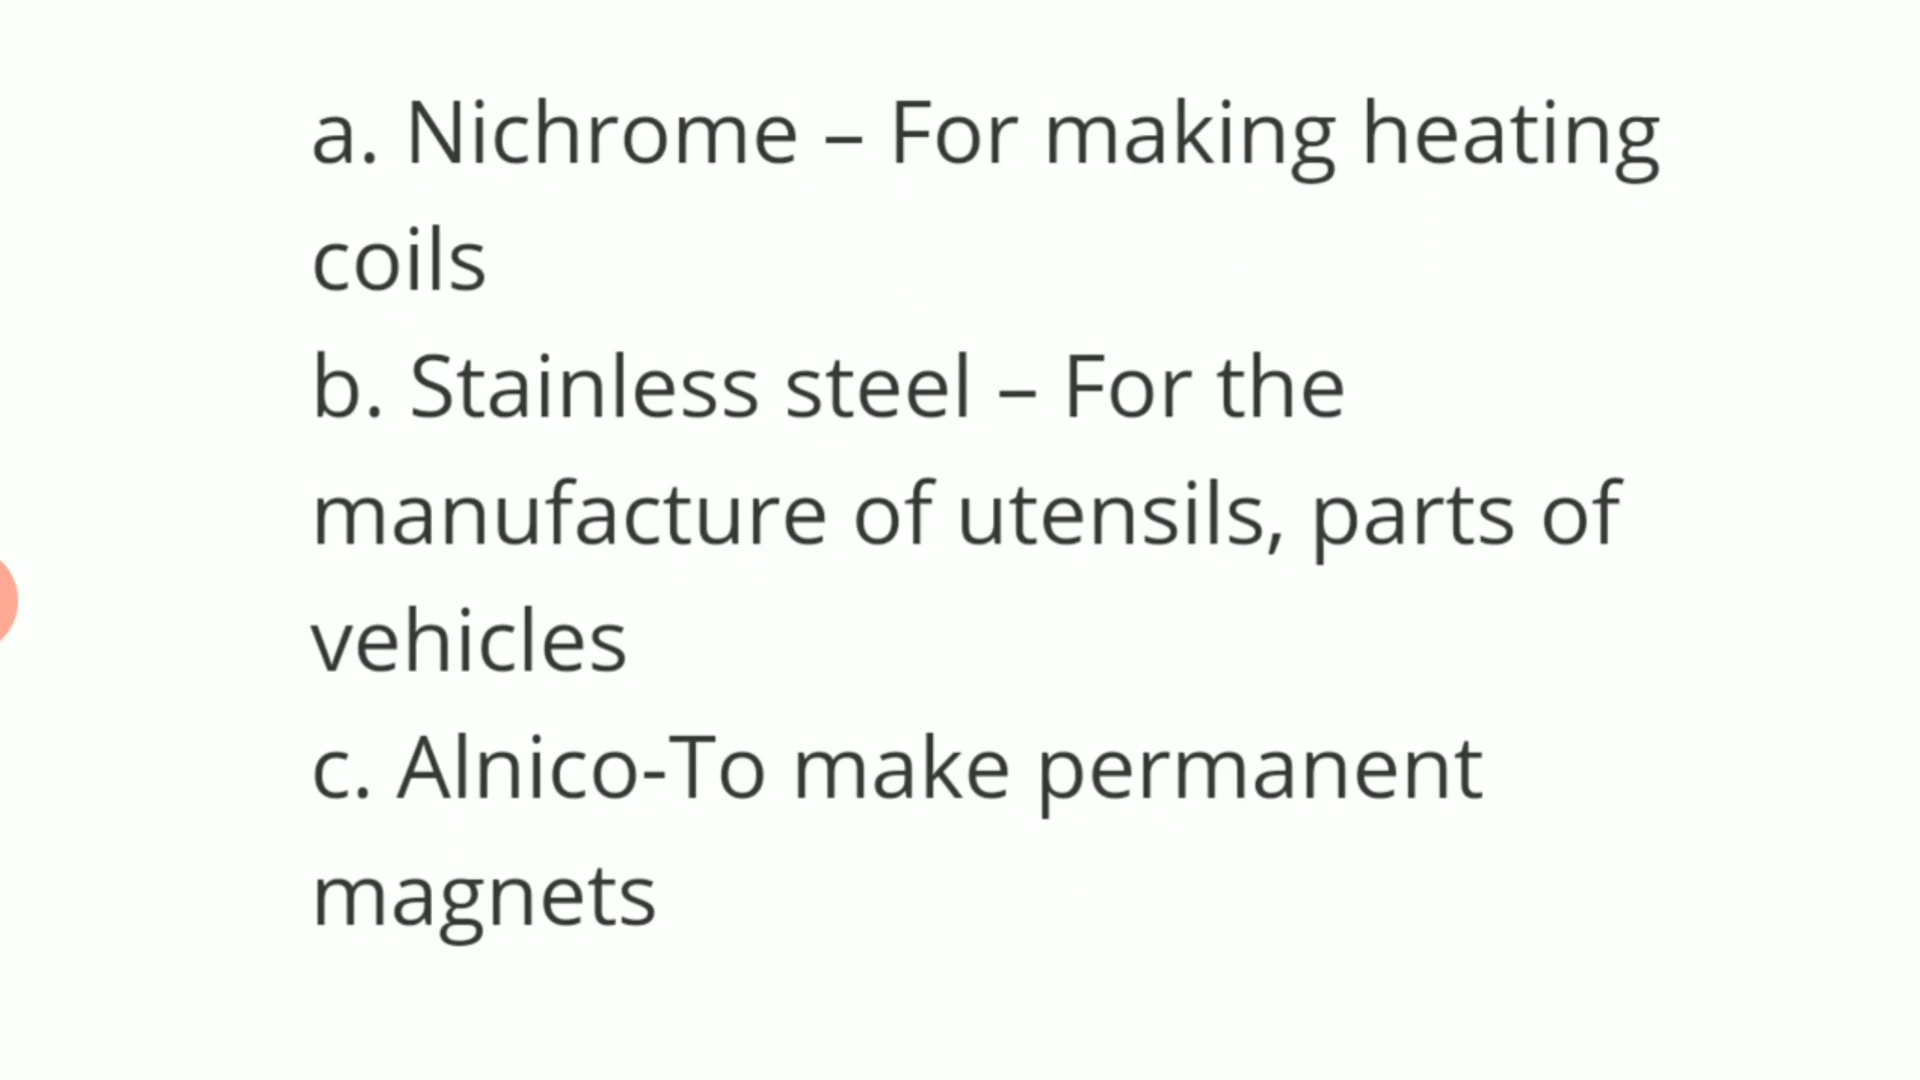 a. Nichrome – For making heating
coils
b. Stainless steel – For the
manufacture of utensils, parts of
vehicles
c. Alnico-To make permanent
magnets